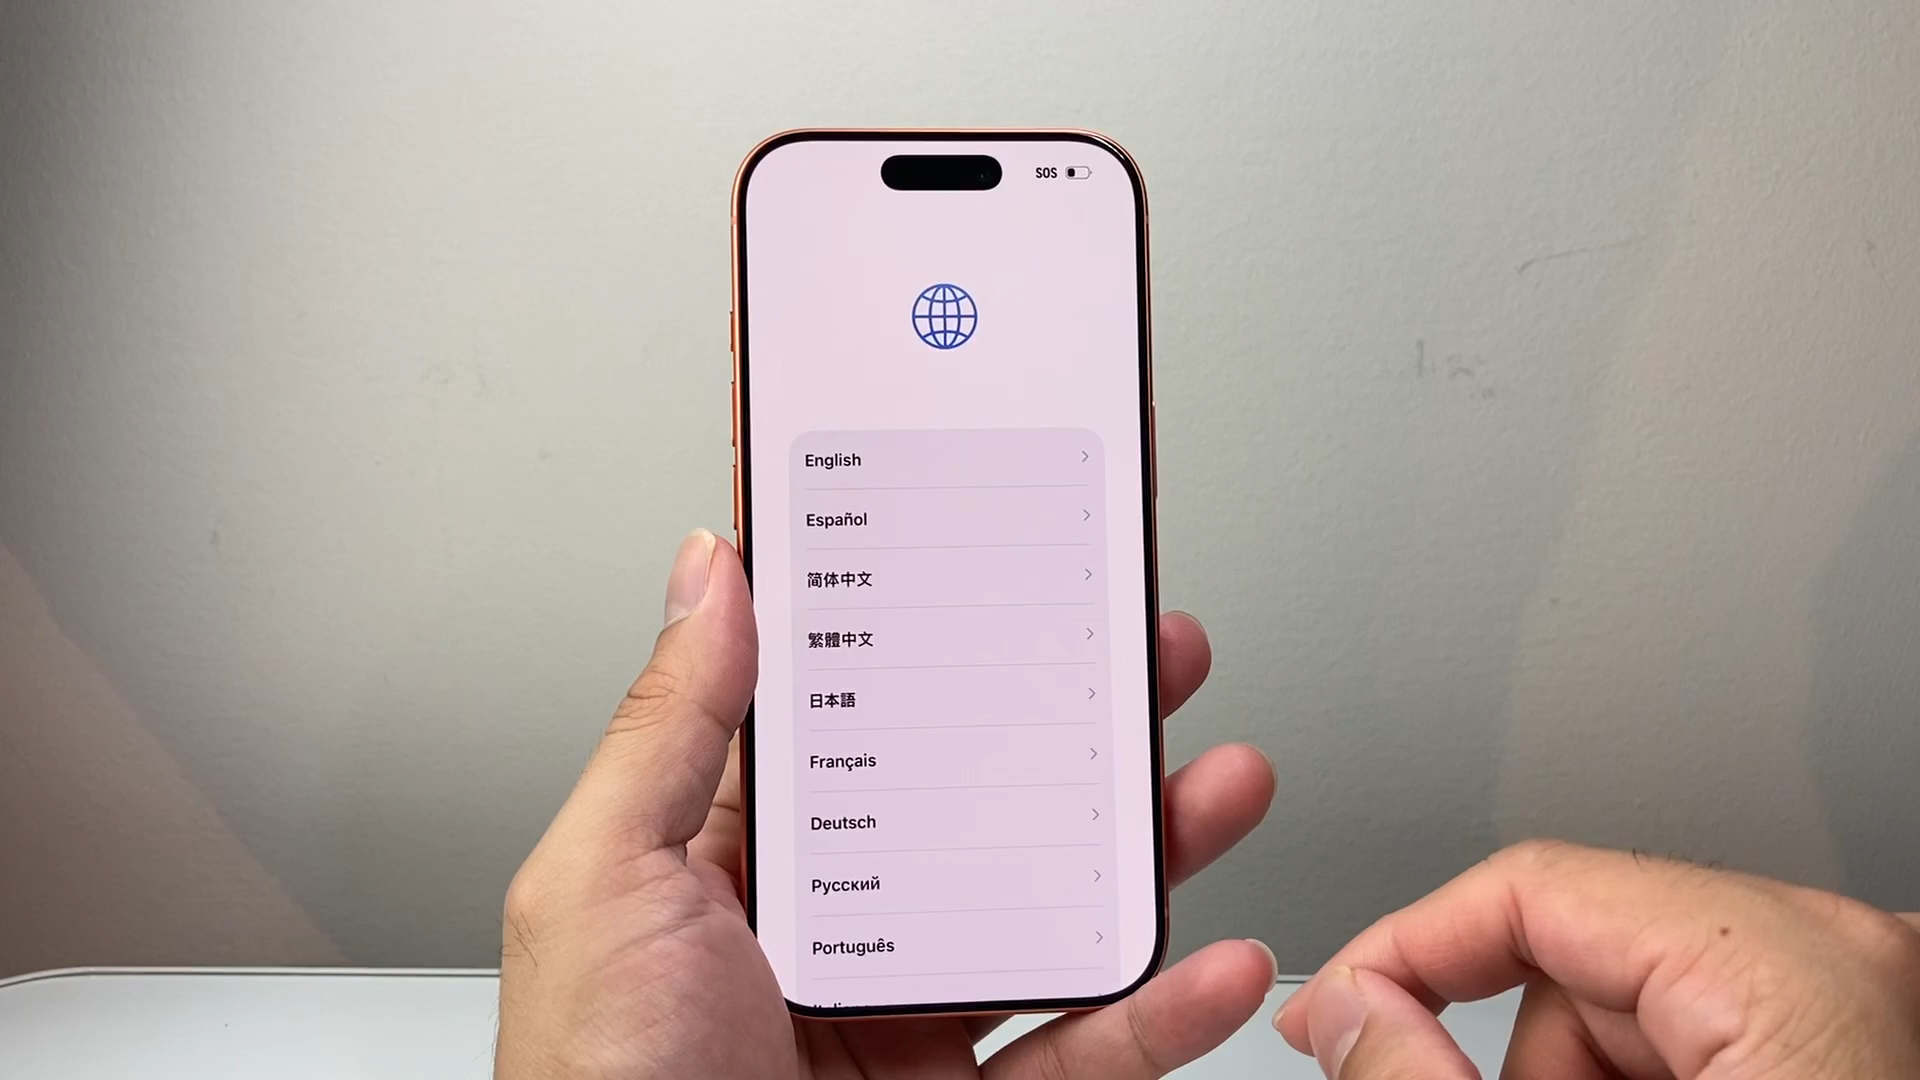 SOS
English
Español
简体中文
繁體中文
日本語
Français
Deutsch
Русский
Português